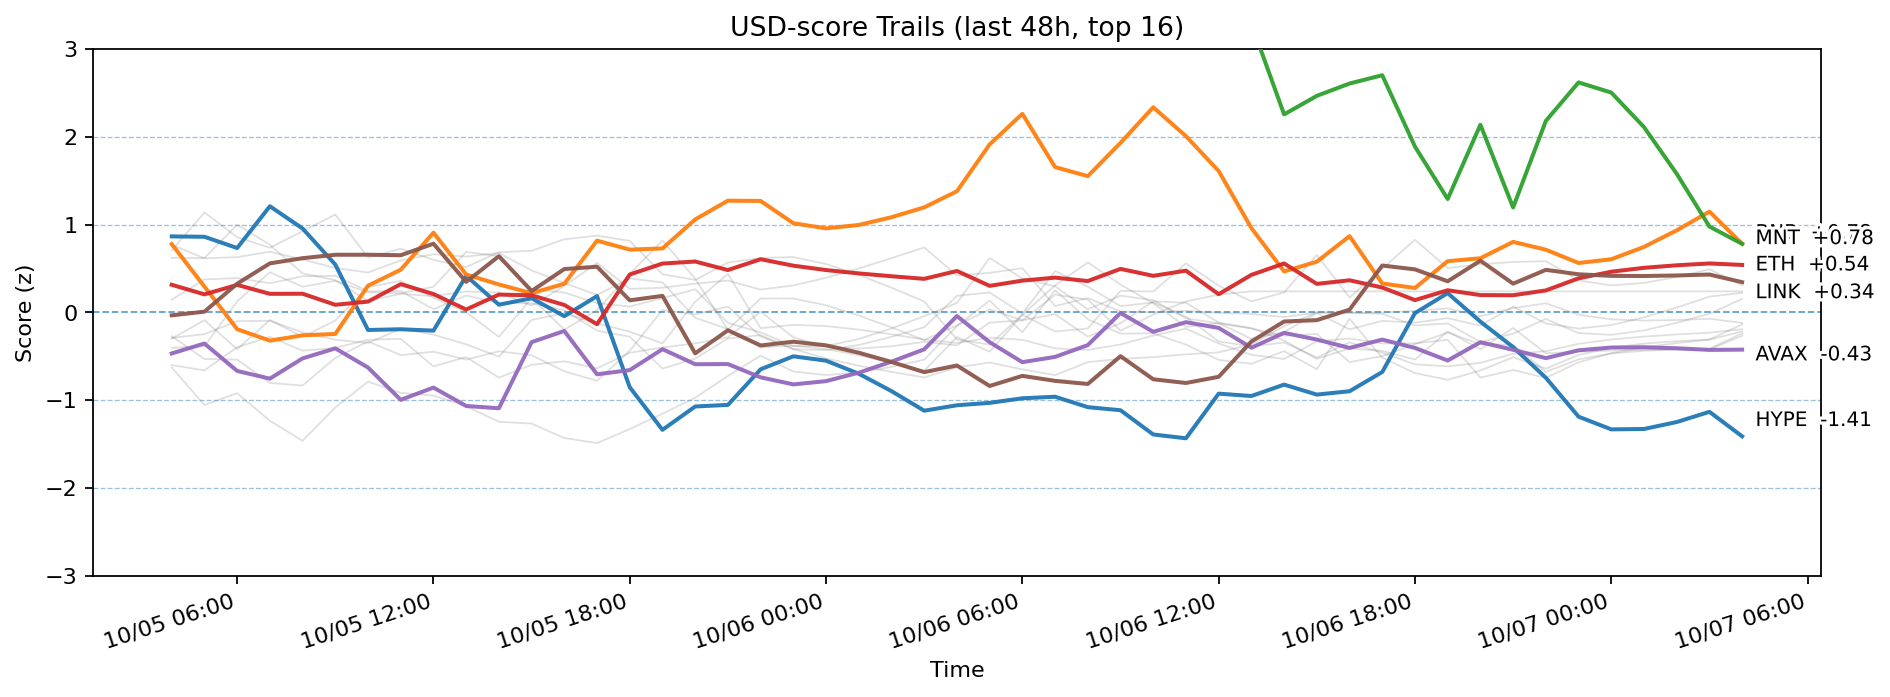 USD-score Trails (last 48h, top 16)
3
2
1
0
−1
−2
−3
Score (z)
MNT +0.78
ETH +0.54
LINK +0.34
AVAX -0.43
HYPE -1.41
10/05 06:00
10/05 12:00
10/05 18:00
10/06 00:00
10/06 06:00
10/06 12:00
10/06 18:00
10/07 00:00
10/07 06:00
Time